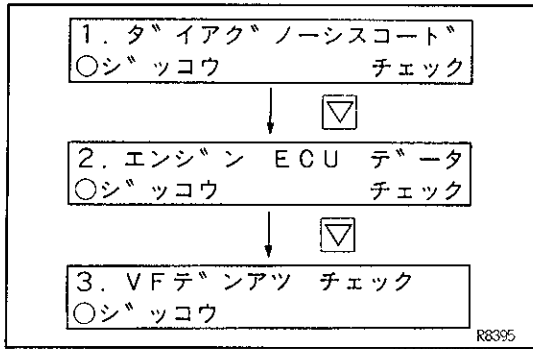 1. ダイアグノーシスコード
○ジッコウ チェック
▽
2. エンジン ECU データ
○ジッコウ チェック
▽
3. VFデンアツ チェック
○ジッコウ
R8395